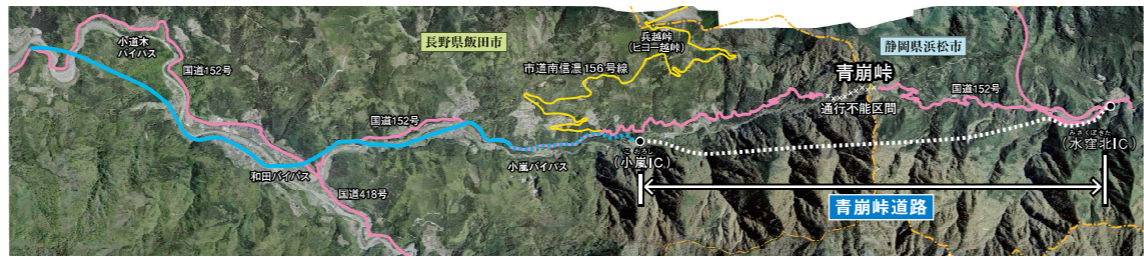 小道木
バイパス
国道152号
長野県飯田市
兵越峠
(ヒヨー越峠)
市道南信濃156号線
静岡県浜松市
青崩峠
国道152号
通行不能区間
国道152号
和田バイパス
国道418号
小嵐バイパス
こおろし
(小嵐IC)
みさくぼきた
(水窪北IC)
青崩峠道路